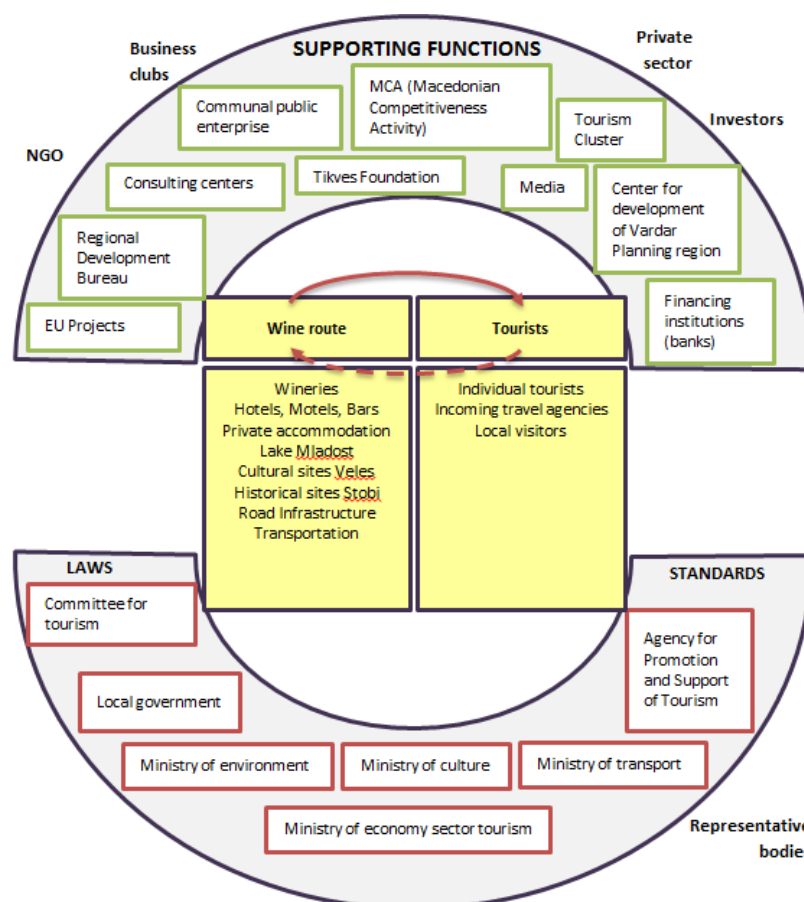 Business
clubs
SUPPORTING FUNCTIONS
Private
sector
MCA (Macedonian
Competitiveness
Activity)
Communal public
enterprise
Tourism
Cluster
Investors
NGO
Consulting centers
Tikves Foundation
Media
Center for
development
of Vardar
Planning region
Regional
Development
Bureau
EU Projects
Financing
institutions
(banks)
Wine route
Tourists
Wineries
Hotels, Motels, Bars
Private accommodation
Lake Mladost
Cultural sites Veles
Historical sites Stobi
Road Infrastructure
Transportation
Individual tourists
Incoming travel agencies
Local visitors
LAWS
STANDARDS
Committee for
tourism
Agency for
Promotion
and Support
of Tourism
Local government
Ministry of environment
Ministry of culture
Ministry of transport
Ministry of economy sector tourism
Representative
bodies